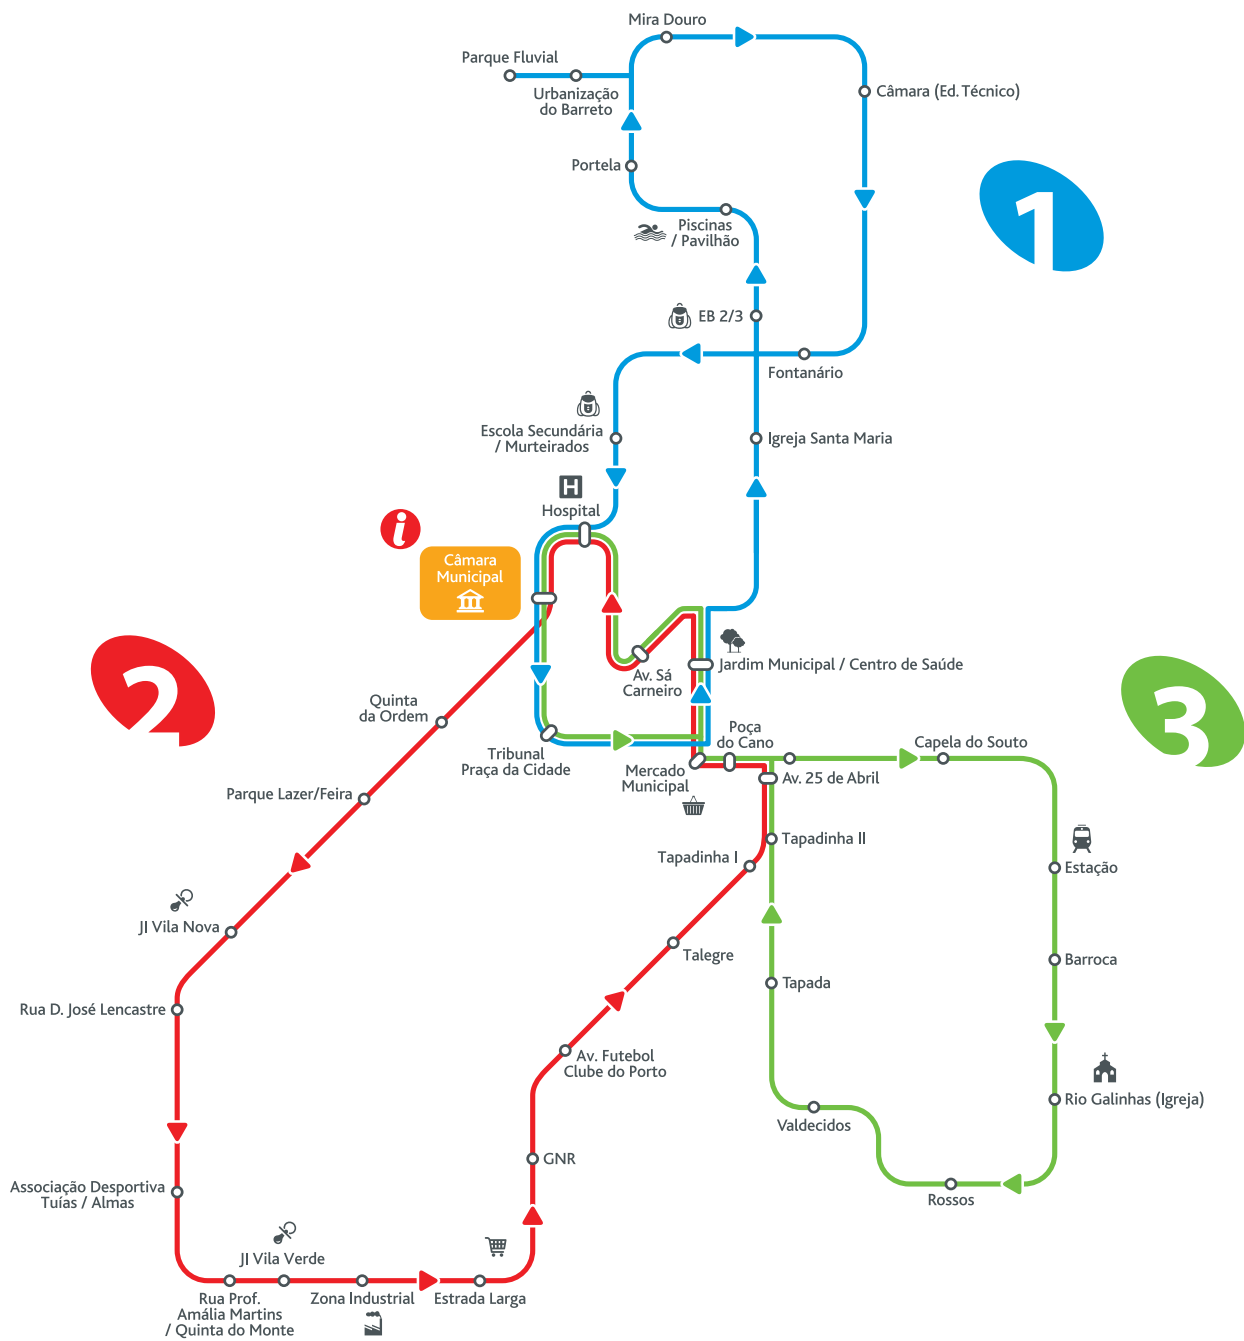 Mira Douro
Parque Fluvial
Urbanização
do Barreto
Câmara (Ed. Técnico)
Portela
1
Piscinas
/ Pavilhão
EB 2/3
Fontanário
Escola Secundária
/ Murteirados
Igreja Santa Maria
H
Hospital
i
Câmara
Municipal
2
Jardim Municipal / Centro de Saúde
Av. Sá
Carneiro
3
Quinta
da Ordem
Tribunal
Praça da Cidade
Poça
do Cano
Capela do Souto
Mercado
Municipal
Av. 25 de Abril
Parque Lazer/Feira
Tapadinha II
Tapadinha I
Estação
JI Vila Nova
Talegre
Barroca
Tapada
Rua D. José Lencastre
Av. Futebol
Clube do Porto
Rio Galinhas (Igreja)
Valdecidos
GNR
Associação Desportiva
Tuías / Almas
Rossos
JI Vila Verde
Rua Prof.
Amália Martins
/ Quinta do Monte
Zona Industrial
Estrada Larga